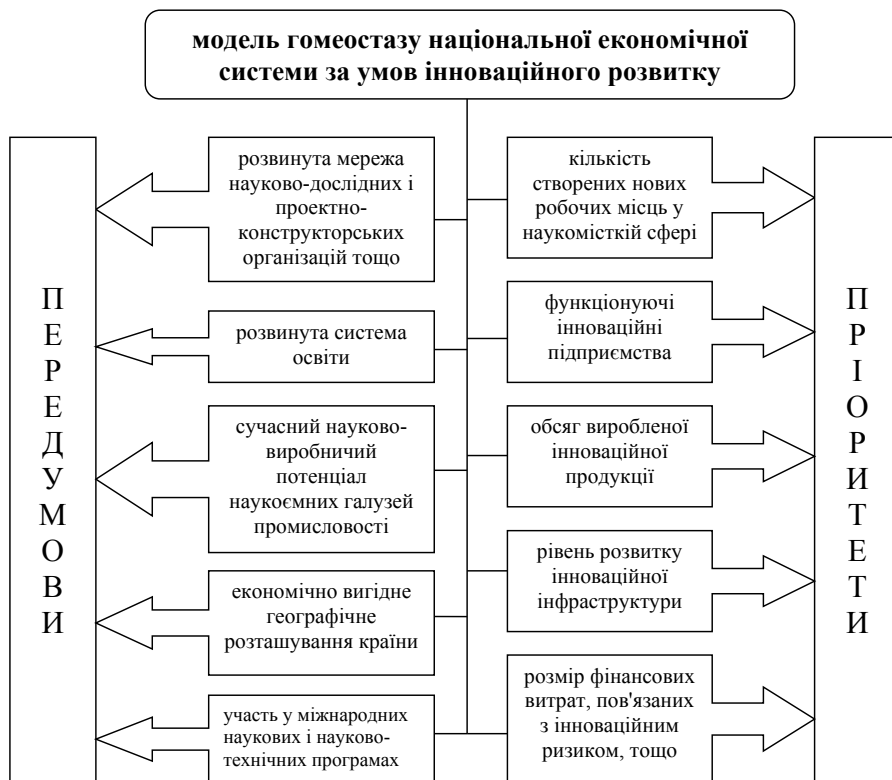 модель гомеостазу національної економічної
системи за умов інноваційного розвитку
ПЕРЕДУМОВИ
розвинута мережа
науково-дослідних і
проектно-
конструкторських
організацій тощо
розвинута система
освіти
сучасний науково-
виробничий
потенціал
наукоємних галузей
промисловості
економічно вигідне
географічне
розташування країни
участь у міжнародних
наукових і науково-
технічних програмах
кількість
створених нових
робочих місць у
наукомісткій сфері
функціонуючі
інноваційні
підприємства
обсяг виробленої
інноваційної
продукції
рівень розвитку
інноваційної
інфраструктури
розмір фінансових
витрат, пов'язаних
з інноваційним
ризиком, тощо
ПРІОРИТЕТИ